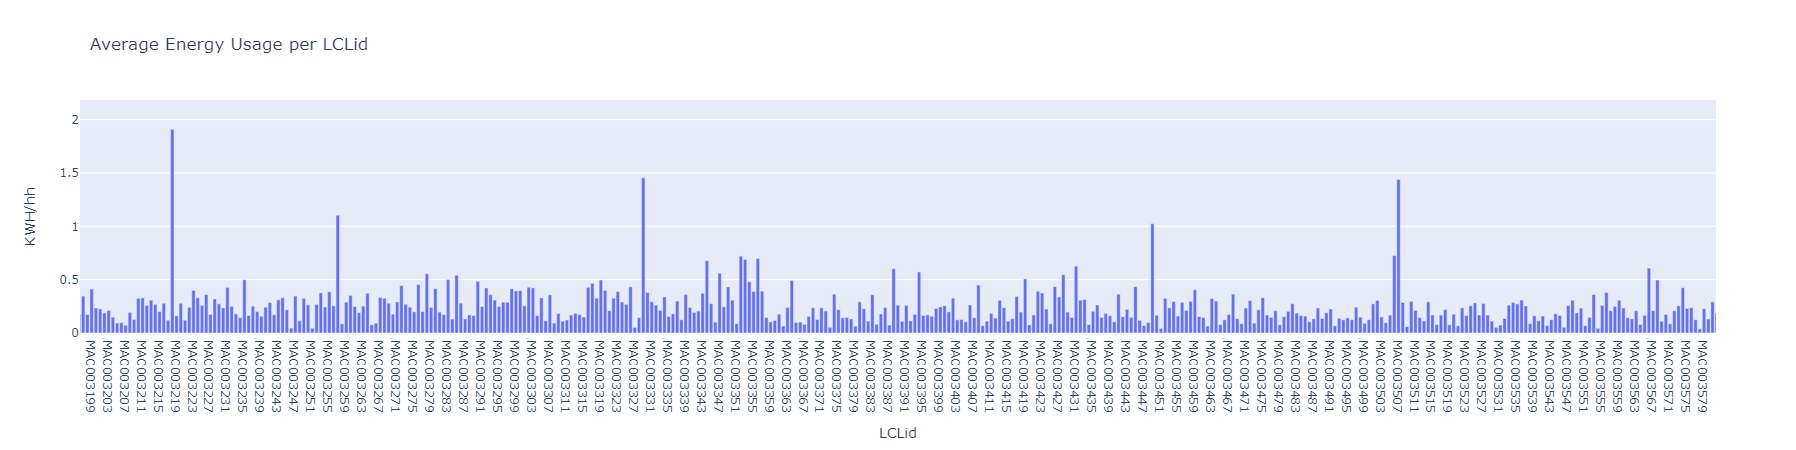 Average Energy Usage per LCLid
KWH/hh
2
1.5
1
0.5
0
MAC003199
MAC003203
MAC003207
MAC003211
MAC003215
MAC003219
MAC003223
MAC003227
MAC003231
MAC003235
MAC003239
MAC003243
MAC003247
MAC003251
MAC003255
MAC003259
MAC003263
MAC003267
MAC003271
MAC003275
MAC003279
MAC003283
MAC003287
MAC003291
MAC003295
MAC003299
MAC003303
MAC003307
MAC003311
MAC003315
MAC003319
MAC003323
MAC003327
MAC003331
MAC003335
MAC003339
MAC003343
MAC003347
MAC003351
MAC003355
MAC003359
MAC003363
MAC003367
MAC003371
MAC003375
MAC003379
MAC003383
MAC003387
MAC003391
MAC003395
MAC003399
MAC003403
MAC003407
MAC003411
MAC003415
MAC003419
MAC003423
MAC003427
MAC003431
MAC003435
MAC003439
MAC003443
MAC003447
MAC003451
MAC003455
MAC003459
MAC003463
MAC003467
MAC003471
MAC003475
MAC003479
MAC003483
MAC003487
MAC003491
MAC003495
MAC003499
MAC003503
MAC003507
MAC003511
MAC003515
MAC003519
MAC003523
MAC003527
MAC003531
MAC003535
MAC003539
MAC003543
MAC003547
MAC003551
MAC003555
MAC003559
MAC003563
MAC003567
MAC003571
MAC003575
MAC003579
LCLid